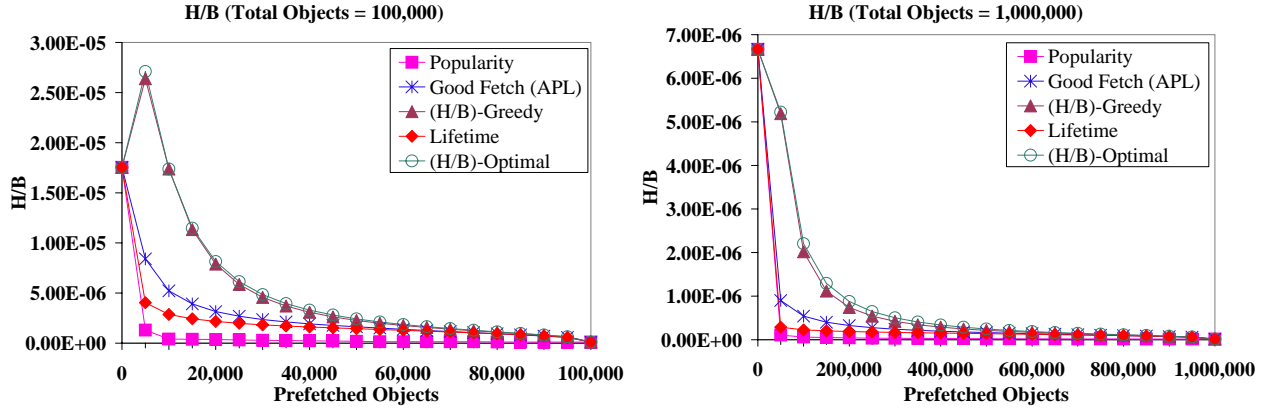 H/B (Total Objects = 100,000)
3.00E-05
2.50E-05
2.00E-05
1.50E-05
1.00E-05
5.00E-06
0.00E+00
H/B
Popularity
Good Fetch (APL)
(H/B)-Greedy
Lifetime
(H/B)-Optimal
0 20,000 40,000 60,000 80,000 100,000
Prefetched Objects
H/B (Total Objects = 1,000,000)
7.00E-06
6.00E-06
5.00E-06
4.00E-06
3.00E-06
2.00E-06
1.00E-06
0.00E+00
H/B
Popularity
Good Fetch (APL)
(H/B)-Greedy
Lifetime
(H/B)-Optimal
0 200,000 400,000 600,000 800,000 1,000,000
Prefetched Objects